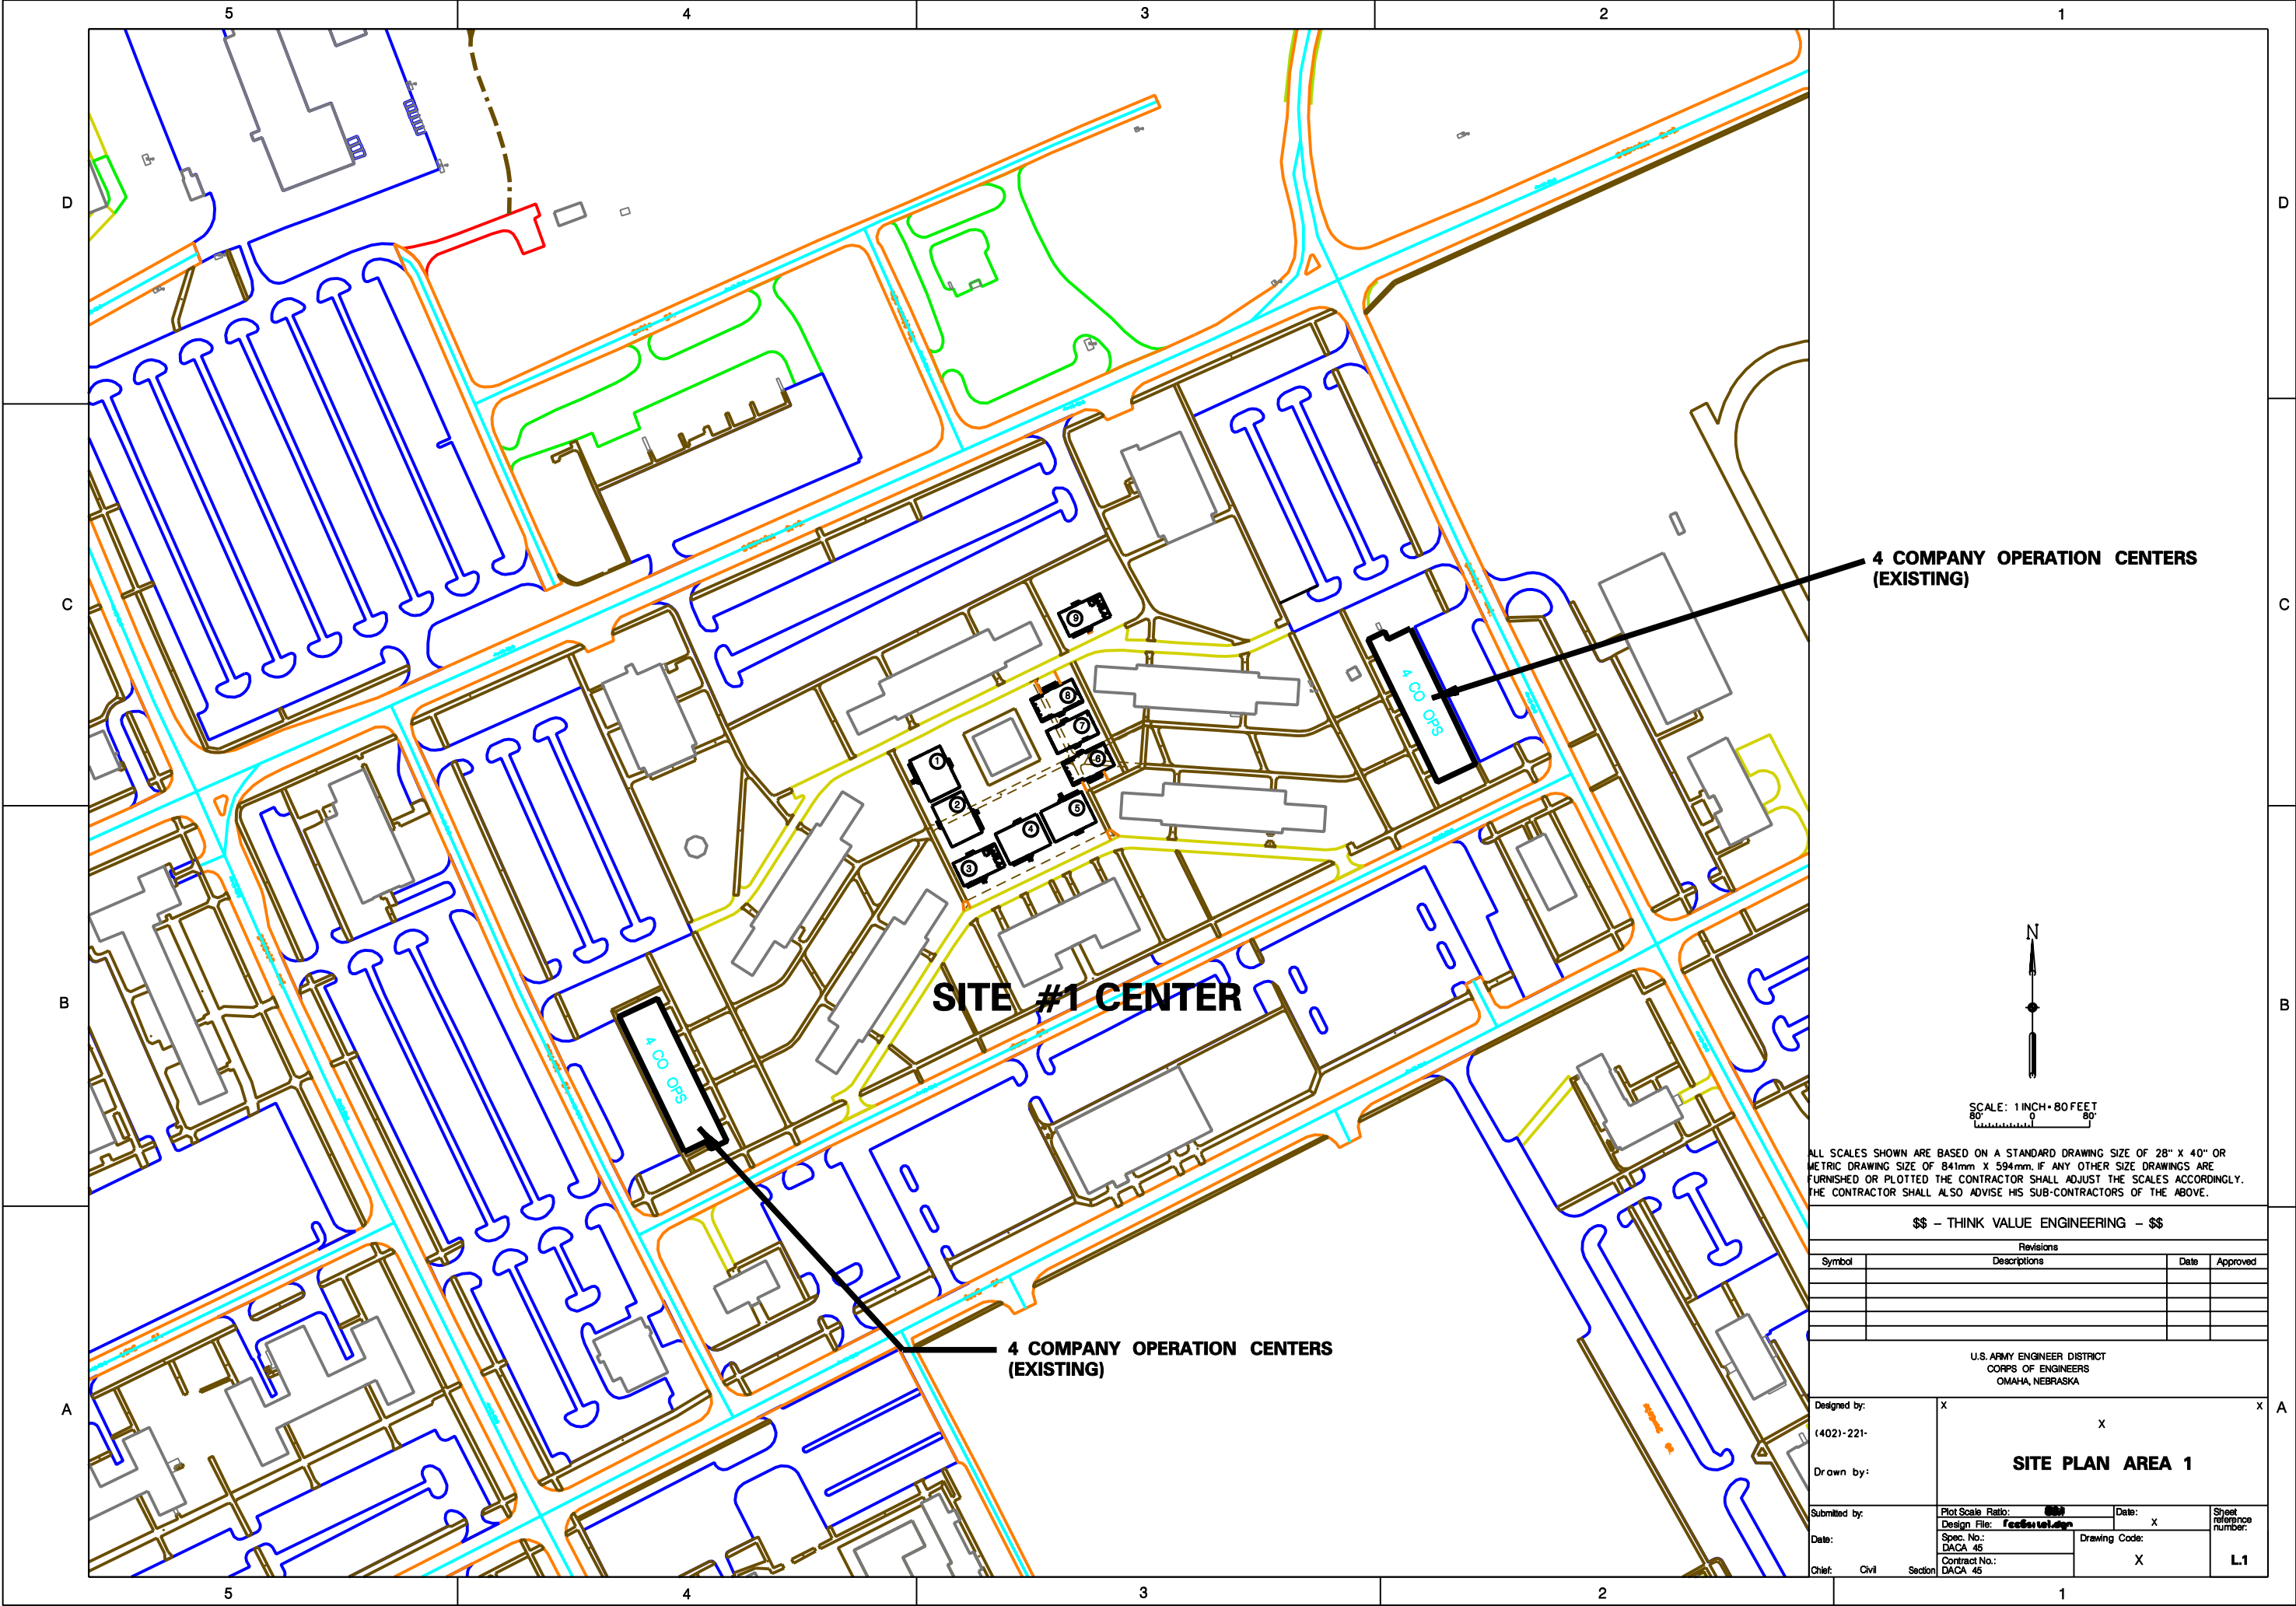 5 4 3 2 1
D D
C C
B B
A A
4 COMPANY OPERATION CENTERS
(EXISTING)
4 CO OPS
9
8
7
6
1
2
5
4
3
SITE #1 CENTER
4 CO OPS
4 COMPANY OPERATION CENTERS
(EXISTING)
N
SCALE: 1 INCH = 80 FEET
80' 0 80'
ALL SCALES SHOWN ARE BASED ON A STANDARD DRAWING SIZE OF 28" X 40" OR
METRIC DRAWING SIZE OF 841mm X 594mm. IF ANY OTHER SIZE DRAWINGS ARE
FURNISHED OR PLOTTED THE CONTRACTOR SHALL ADJUST THE SCALES ACCORDINGLY.
THE CONTRACTOR SHALL ALSO ADVISE HIS SUB-CONTRACTORS OF THE ABOVE.
$$ - THINK VALUE ENGINEERING - $$
Revisions
Symbol Descriptions Date Approved
U.S. ARMY ENGINEER DISTRICT
CORPS OF ENGINEERS
OMAHA, NEBRASKA
Designed by:
(402)-221-
Drawn by:
X X
X
SITE PLAN AREA 1
Submitted by:
Date:
Chief: Civil Section
Plot Scale Ratio:
Design File:
Spec. No.:
DACA 45
Contract No.:
DACA 45
Date:
X
Drawing Code:
X
Sheet
reference
number:
L.1
5 4 3 2 1